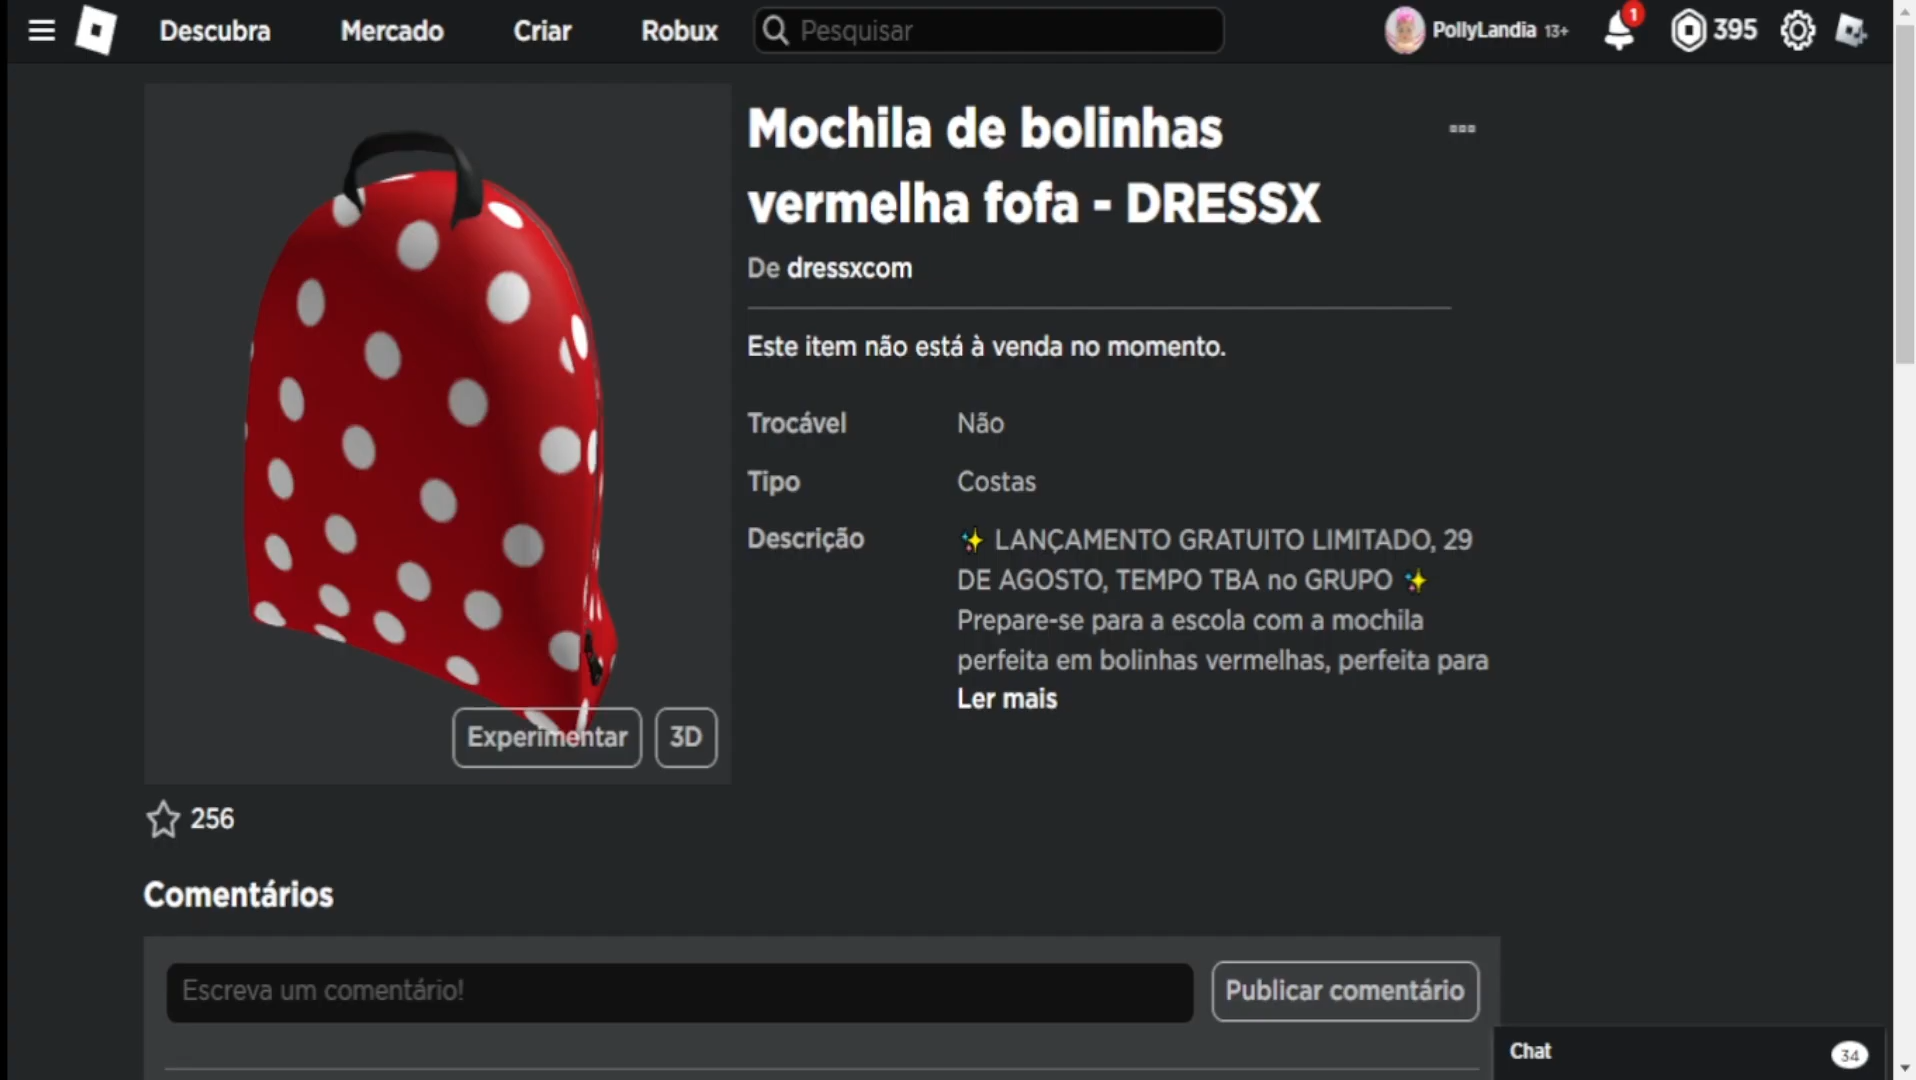 Descubra Mercado Criar Robux Pesquisar PollyLandia 13+ 1 395
Mochila de bolinhas
vermelha fofa - DRESSX
De dressxcom
Este item não está à venda no momento.
Trocável Não
Tipo Costas
Descrição ✨ LANÇAMENTO GRATUITO LIMITADO, 29
DE AGOSTO, TEMPO TBA no GRUPO ✨
Prepare-se para a escola com a mochila
perfeita em bolinhas vermelhas, perfeita para
Ler mais
Experimentar 3D
256
Comentários
Escreva um comentário! Publicar comentário
Chat 34